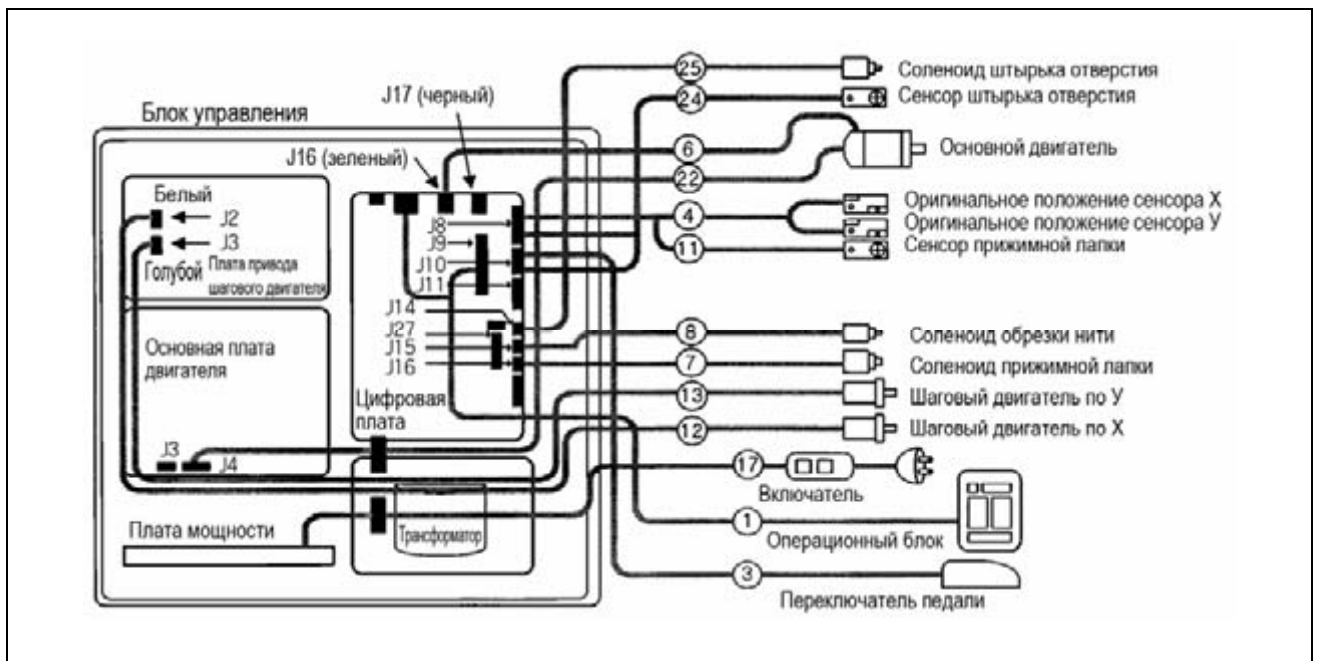 25
Соленоид штырька отверстия
J17 (черный)
24
Сенсор штырька отверстия
Блок управления
J16 (зеленый)
6
Основной двигатель
22
Белый
J2
J8
4
Оригинальное положение сенсора X
Оригинальное положение сенсора У
J3
J9
11
Сенсор прижимной лапки
Голубой
Плата привода
шагового двигателя
J10
J11
J14
J27
8
Соленоид обрезки нити
Основная плата
двигателя
J15
J16
7
Соленоид прижимной лапки
13
Шаговый двигатель по У
Цифровая
плата
12
Шаговый двигатель по X
J3
J4
17
Включатель
Плата мощности
Трансформатор
1
Операционный блок
3
Переключатель педали